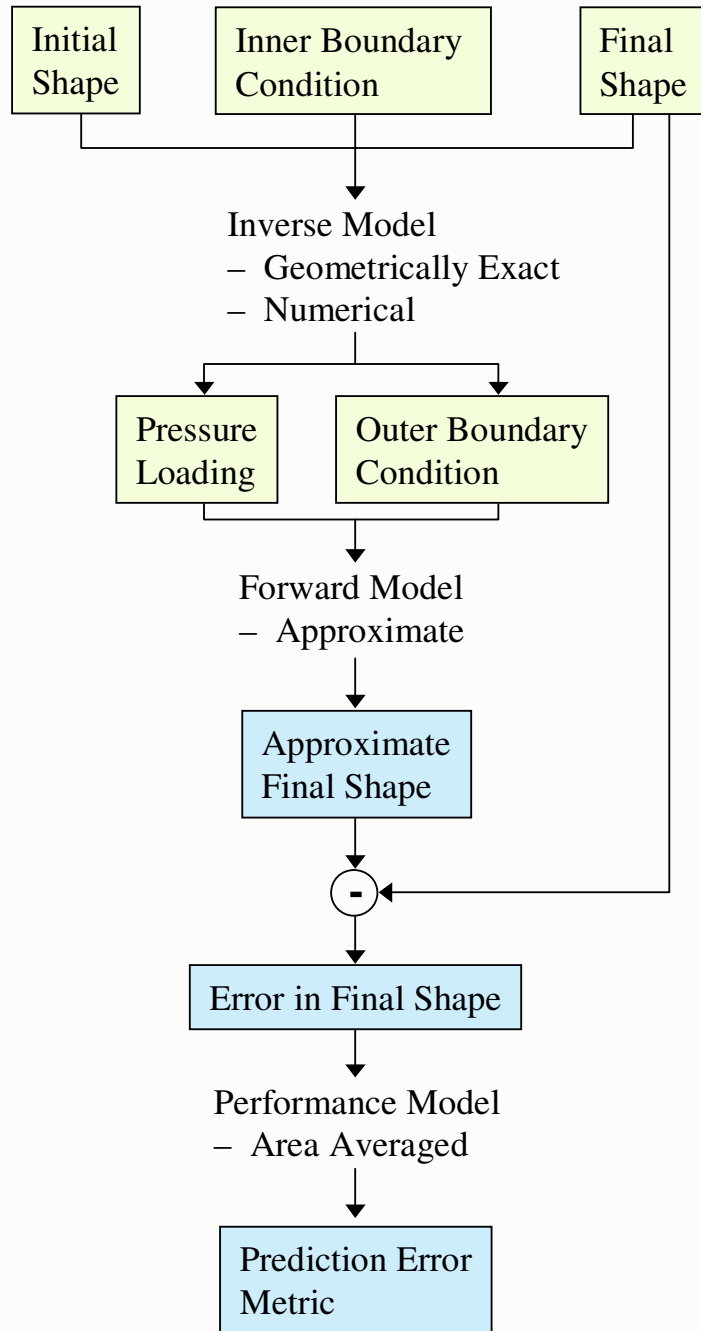 Initial
Shape
Inner Boundary
Condition
Final
Shape
Inverse Model
– Geometrically Exact
– Numerical
Pressure
Loading
Outer Boundary
Condition
Forward Model
– Approximate
Approximate
Final Shape
-
Error in Final Shape
Performance Model
– Area Averaged
Prediction Error
Metric